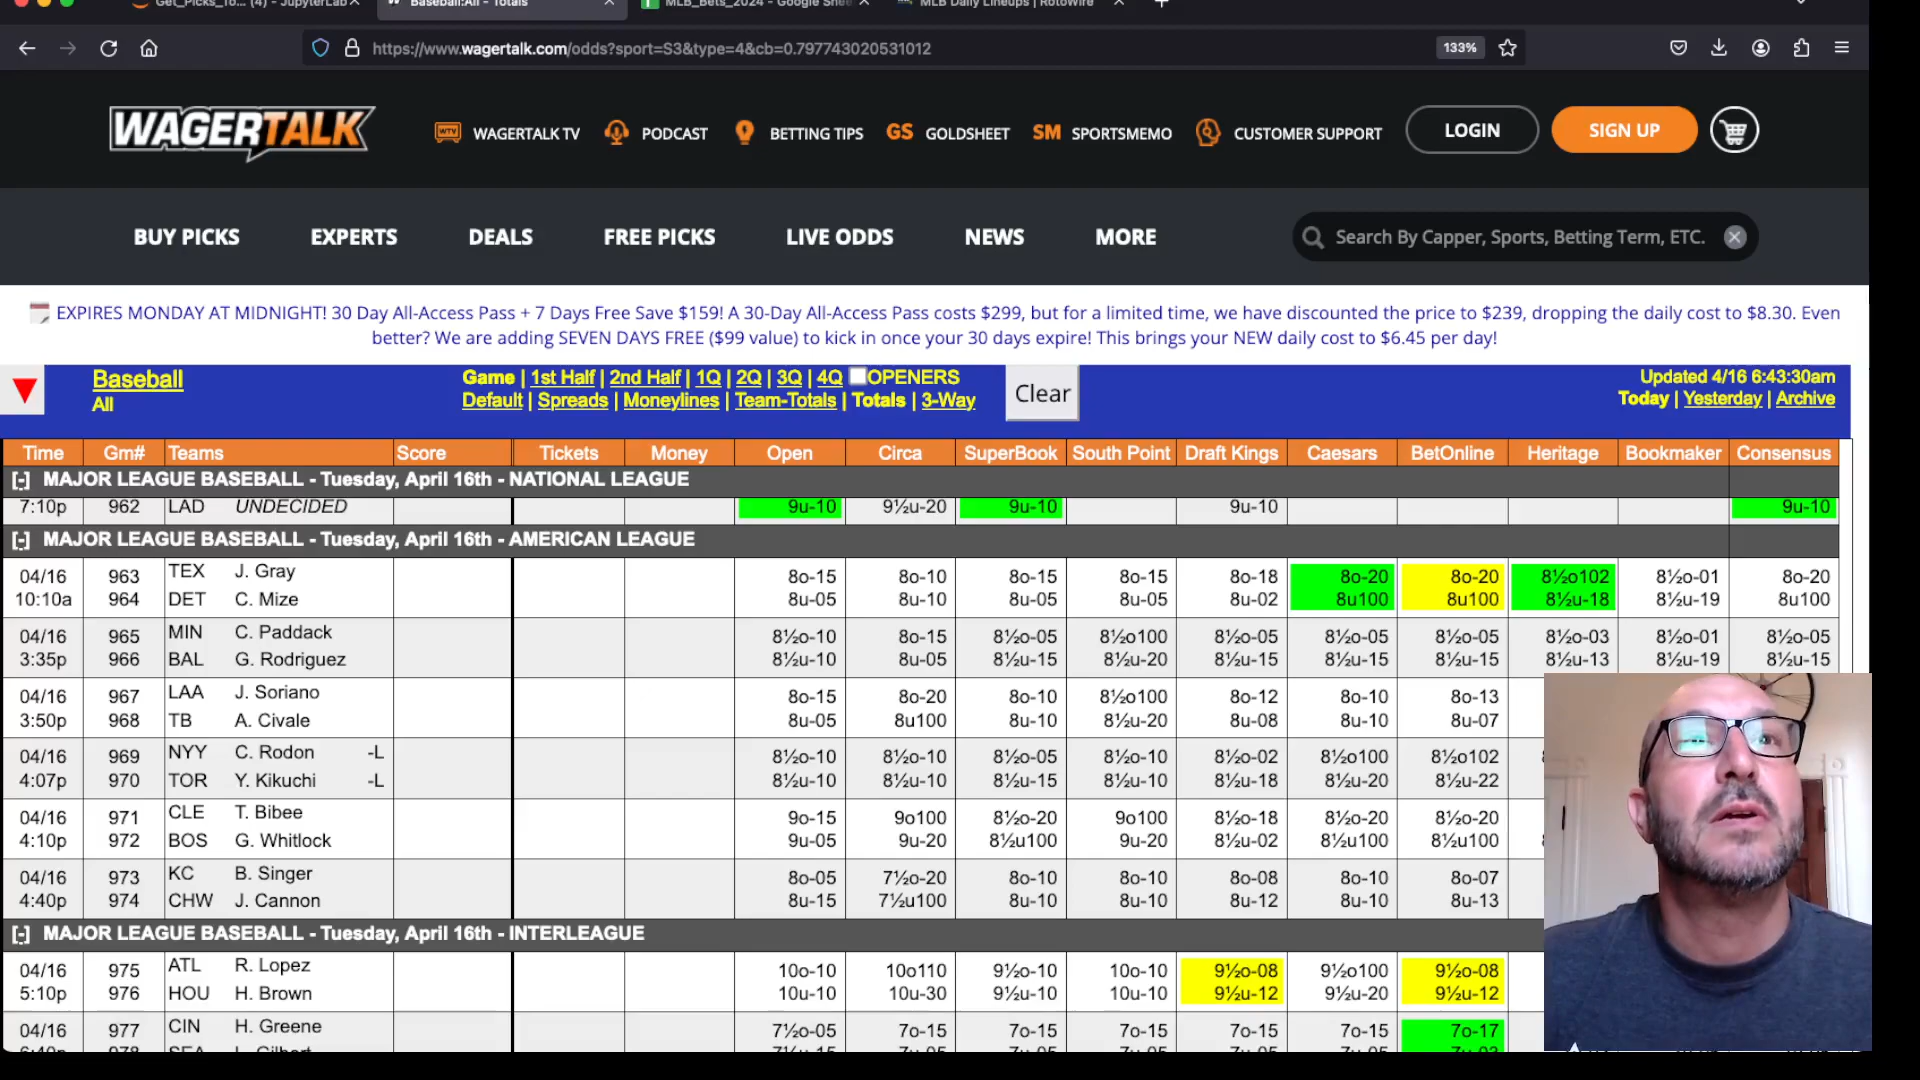 Get_Picks_To... (4) - JupyterLab
Baseball:All - Totals
MLB_Bets_2024 - Google Shee
MLB Daily Lineups | RotoWire
https://www.wagertalk.com/odds?sport=S3&type=4&cb=0.797743020531012
133%
WAGERTALK
WTV WAGERTALK TV PODCAST BETTING TIPS GS GOLDSHEET SM SPORTSMEMO CUSTOMER SUPPORT LOGIN SIGN UP
BUY PICKS EXPERTS DEALS FREE PICKS LIVE ODDS NEWS MORE Search By Capper, Sports, Betting Term, ETC.
EXPIRES MONDAY AT MIDNIGHT! 30 Day All-Access Pass + 7 Days Free Save $159! A 30-Day All-Access Pass costs $299, but for a limited time, we have discounted the price to $239, dropping the daily cost to $8.30. Even
better? We are adding SEVEN DAYS FREE ($99 value) to kick in once your 30 days expire! This brings your NEW daily cost to $6.45 per day!
Baseball Game | 1st Half | 2nd Half | 1Q | 2Q | 3Q | 4Q OPENERS Clear Updated 4/16 6:43:30am
All Default | Spreads | Moneylines | Team-Totals | Totals | 3-Way Today | Yesterday | Archive
Time Gm# Teams Score Tickets Money Open Circa SuperBook South Point Draft Kings Caesars BetOnline Heritage Bookmaker Consensus
[-] MAJOR LEAGUE BASEBALL - Tuesday, April 16th - NATIONAL LEAGUE
7:10p 962 LAD UNDECIDED 9u-10 9½u-20 9u-10 9u-10 9u-10
[-] MAJOR LEAGUE BASEBALL - Tuesday, April 16th - AMERICAN LEAGUE
04/16 963 TEX J. Gray 8o-15 8o-10 8o-15 8o-15 8o-18 8o-20 8o-20 8½o102 8½o-01 8o-20
10:10a 964 DET C. Mize 8u-05 8u-10 8u-05 8u-05 8u-02 8u100 8u100 8½u-18 8½u-19 8u100
04/16 965 MIN C. Paddack 8½o-10 8o-15 8½o-05 8½o100 8½o-05 8½o-05 8½o-05 8½o-03 8½o-01 8½o-05
3:35p 966 BAL G. Rodriguez 8½u-10 8u-05 8½u-15 8½u-20 8½u-15 8½u-15 8½u-15 8½u-13 8½u-19 8½u-15
04/16 967 LAA J. Soriano 8o-15 8o-20 8o-10 8½o100 8o-12 8o-10 8o-13
3:50p 968 TB A. Civale 8u-05 8u100 8u-10 8½u-20 8u-08 8u-10 8u-07
04/16 969 NYY C. Rodon -L 8½o-10 8½o-10 8½o-05 8½o-10 8½o-02 8½o100 8½o102
4:07p 970 TOR Y. Kikuchi -L 8½u-10 8½u-10 8½u-15 8½u-10 8½u-18 8½u-20 8½u-22
04/16 971 CLE T. Bibee 9o-15 9o100 8½o-20 9o100 8½o-18 8½o-20 8½o-20
4:10p 972 BOS G. Whitlock 9u-05 9u-20 8½u100 9u-20 8½u-02 8½u100 8½u100
04/16 973 KC B. Singer 8o-05 7½o-20 8o-10 8o-10 8o-08 8o-10 8o-07
4:40p 974 CHW J. Cannon 8u-15 7½u100 8u-10 8u-10 8u-12 8u-10 8u-13
[-] MAJOR LEAGUE BASEBALL - Tuesday, April 16th - INTERLEAGUE
04/16 975 ATL R. Lopez 10o-10 10o110 9½o-10 10o-10 9½o-08 9½o100 9½o-08
5:10p 976 HOU H. Brown 10u-10 10u-30 9½u-10 10u-10 9½u-12 9½u-20 9½u-12
04/16 977 CIN H. Greene 7½o-05 7o-15 7o-15 7o-15 7o-15 7o-15 7o-17